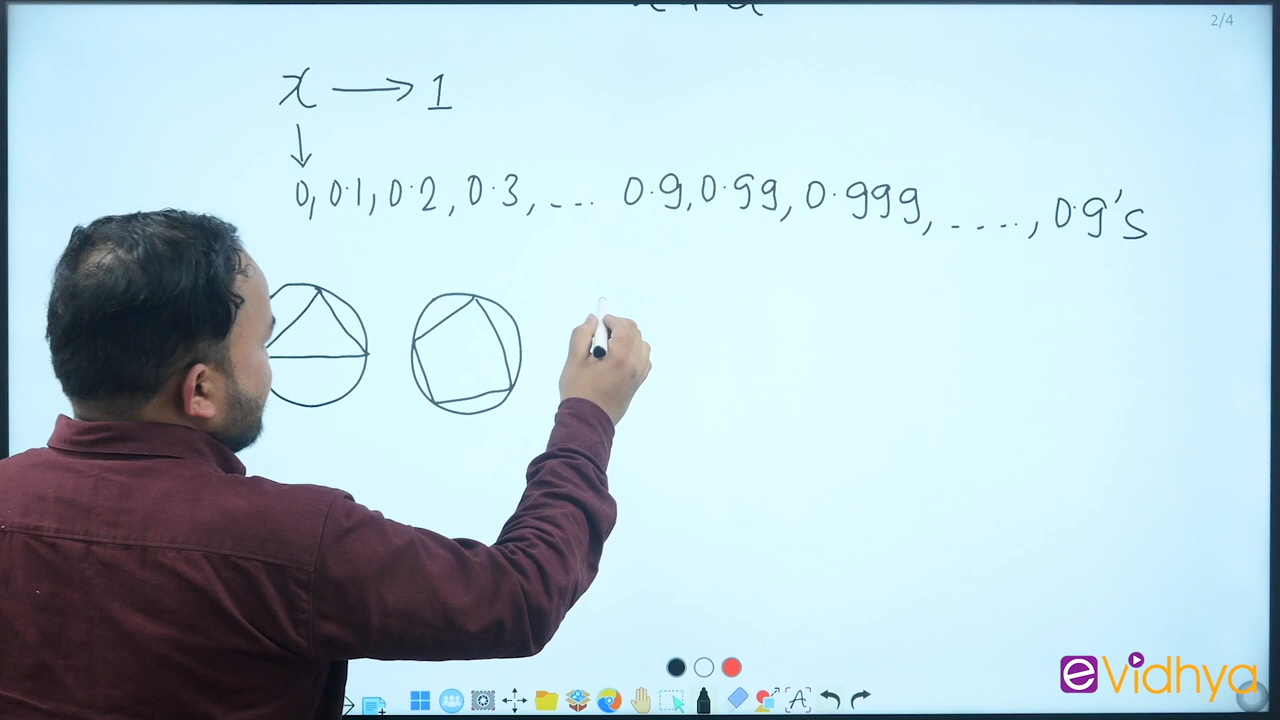 2/4
x → 1
↓
0, 0.1, 0.2, 0.3, ... 0.9, 0.99, 0.999, ....., 0.9's
eVidhya